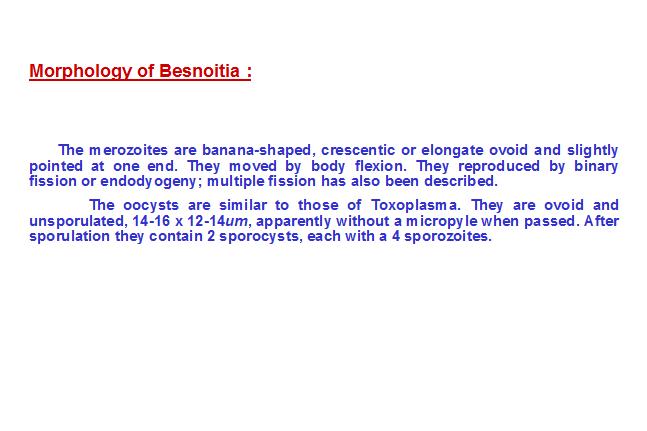 Morphology of Besnoitia :
The merozoites are banana-shaped, crescentic or elongate ovoid and slightly
pointed at one end. They moved by body flexion. They reproduced by binary
fission or endodyogeny; multiple fission has also been described.
The oocysts are similar to those of Toxoplasma. They are ovoid and
unsporulated, 14-16 x 12-14um, apparently without a micropyle when passed. After
sporulation they contain 2 sporocysts, each with a 4 sporozoites.